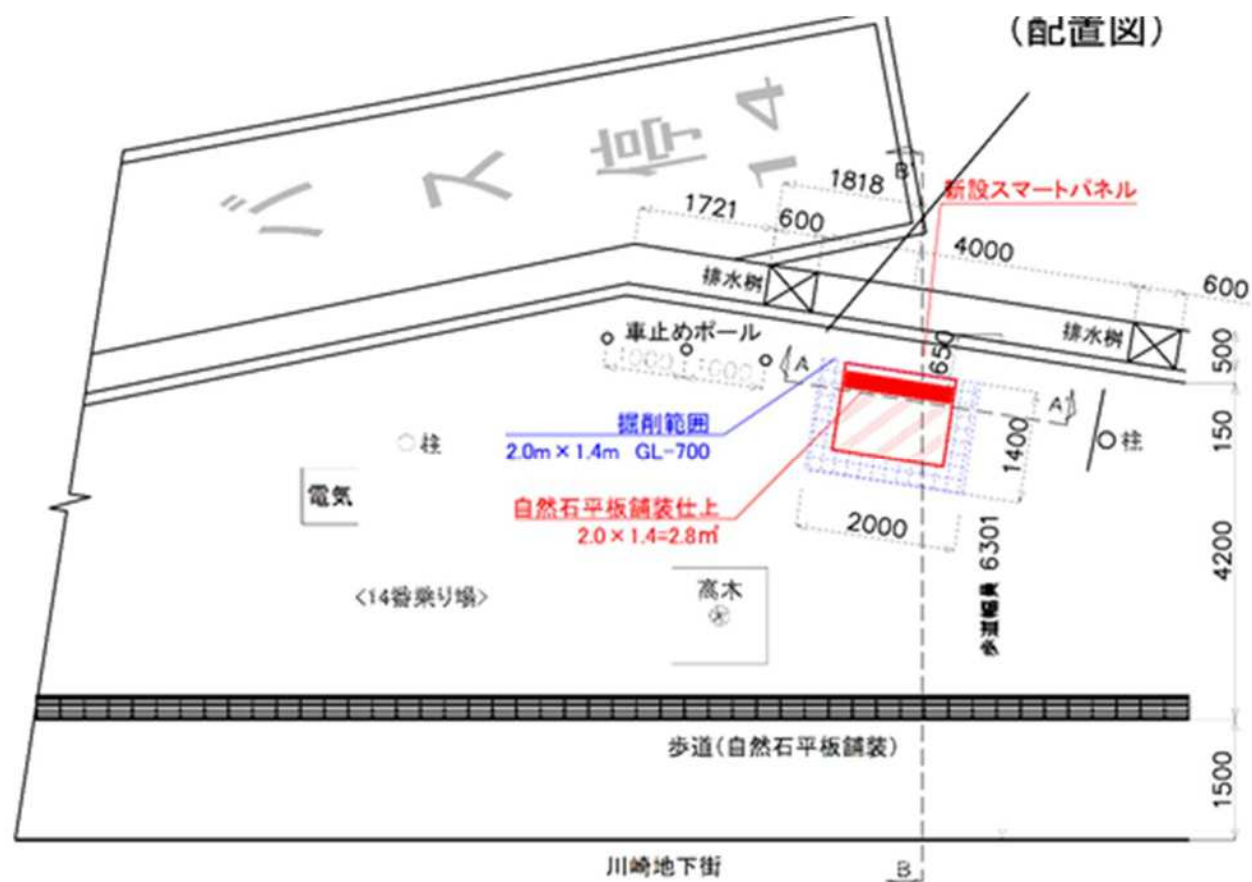 (配置図)
バス停14
B'
1818
新設スマートパネル
1721
600
4000
600
排水桝
排水桝
車止めポール
650
500
1000
1000
A
A'
掘削範囲
2.0m×1.4m GL-700
柱
柱
1400
150
電気
自然石平板舗装仕上
2.0×1.4=2.8㎡
2000
歩道幅員 6301
4200
<14番乗り場>
高木
歩道(自然石平板舗装)
1500
川崎地下街
B